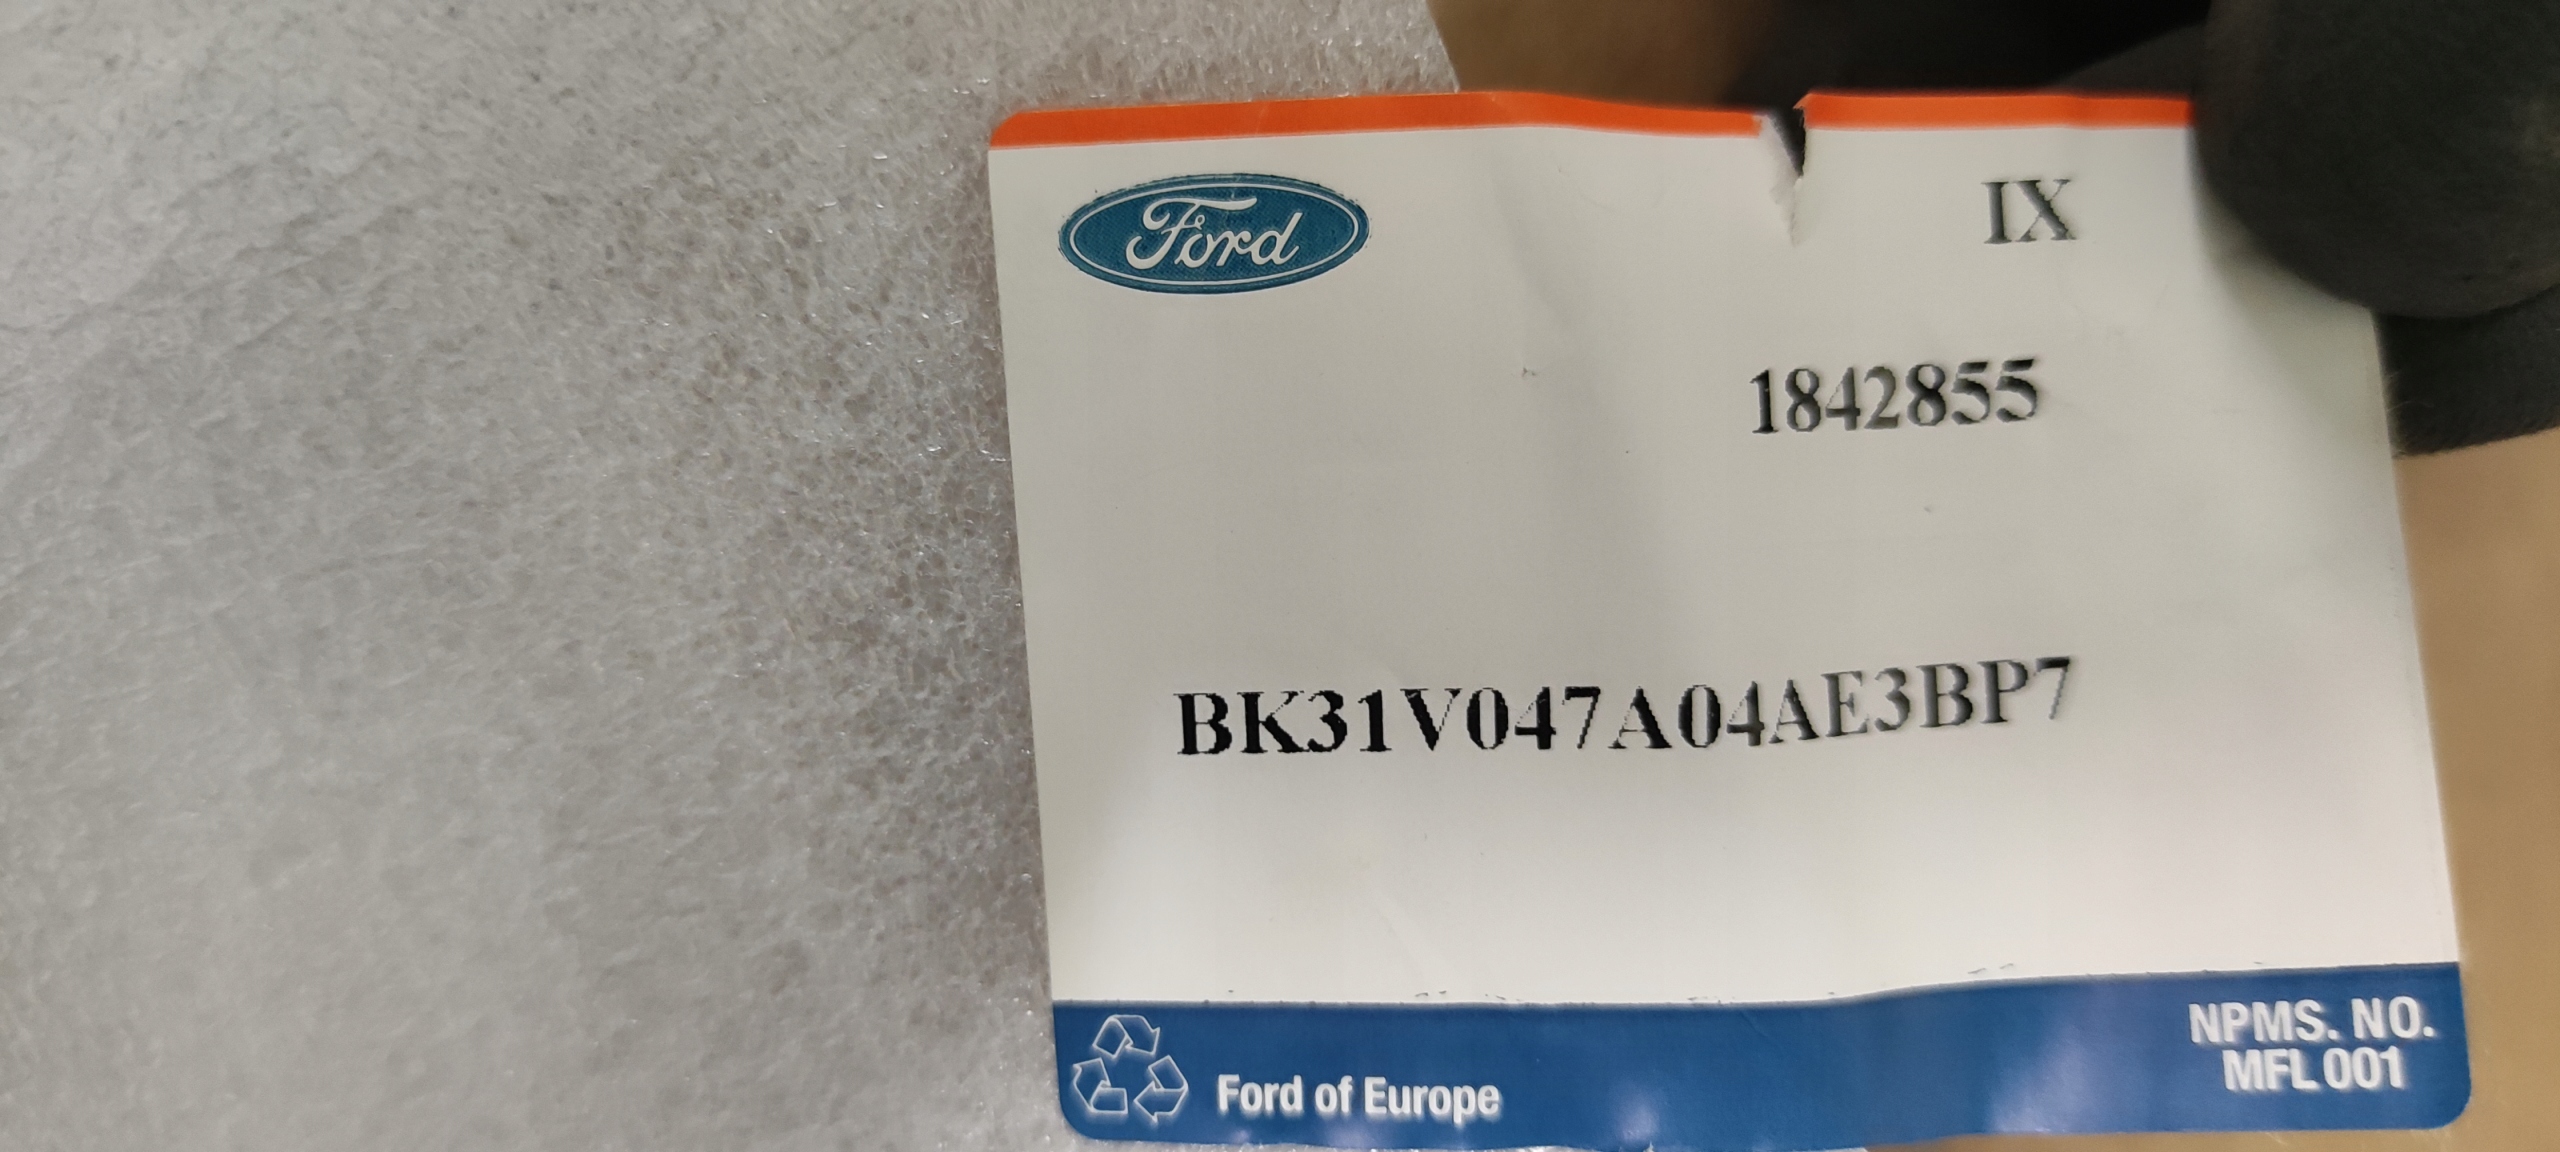 Ford
IX
1842855
BK31V047A04AE3BP7
NPMS. NO.
MFL 001
Ford of Europe